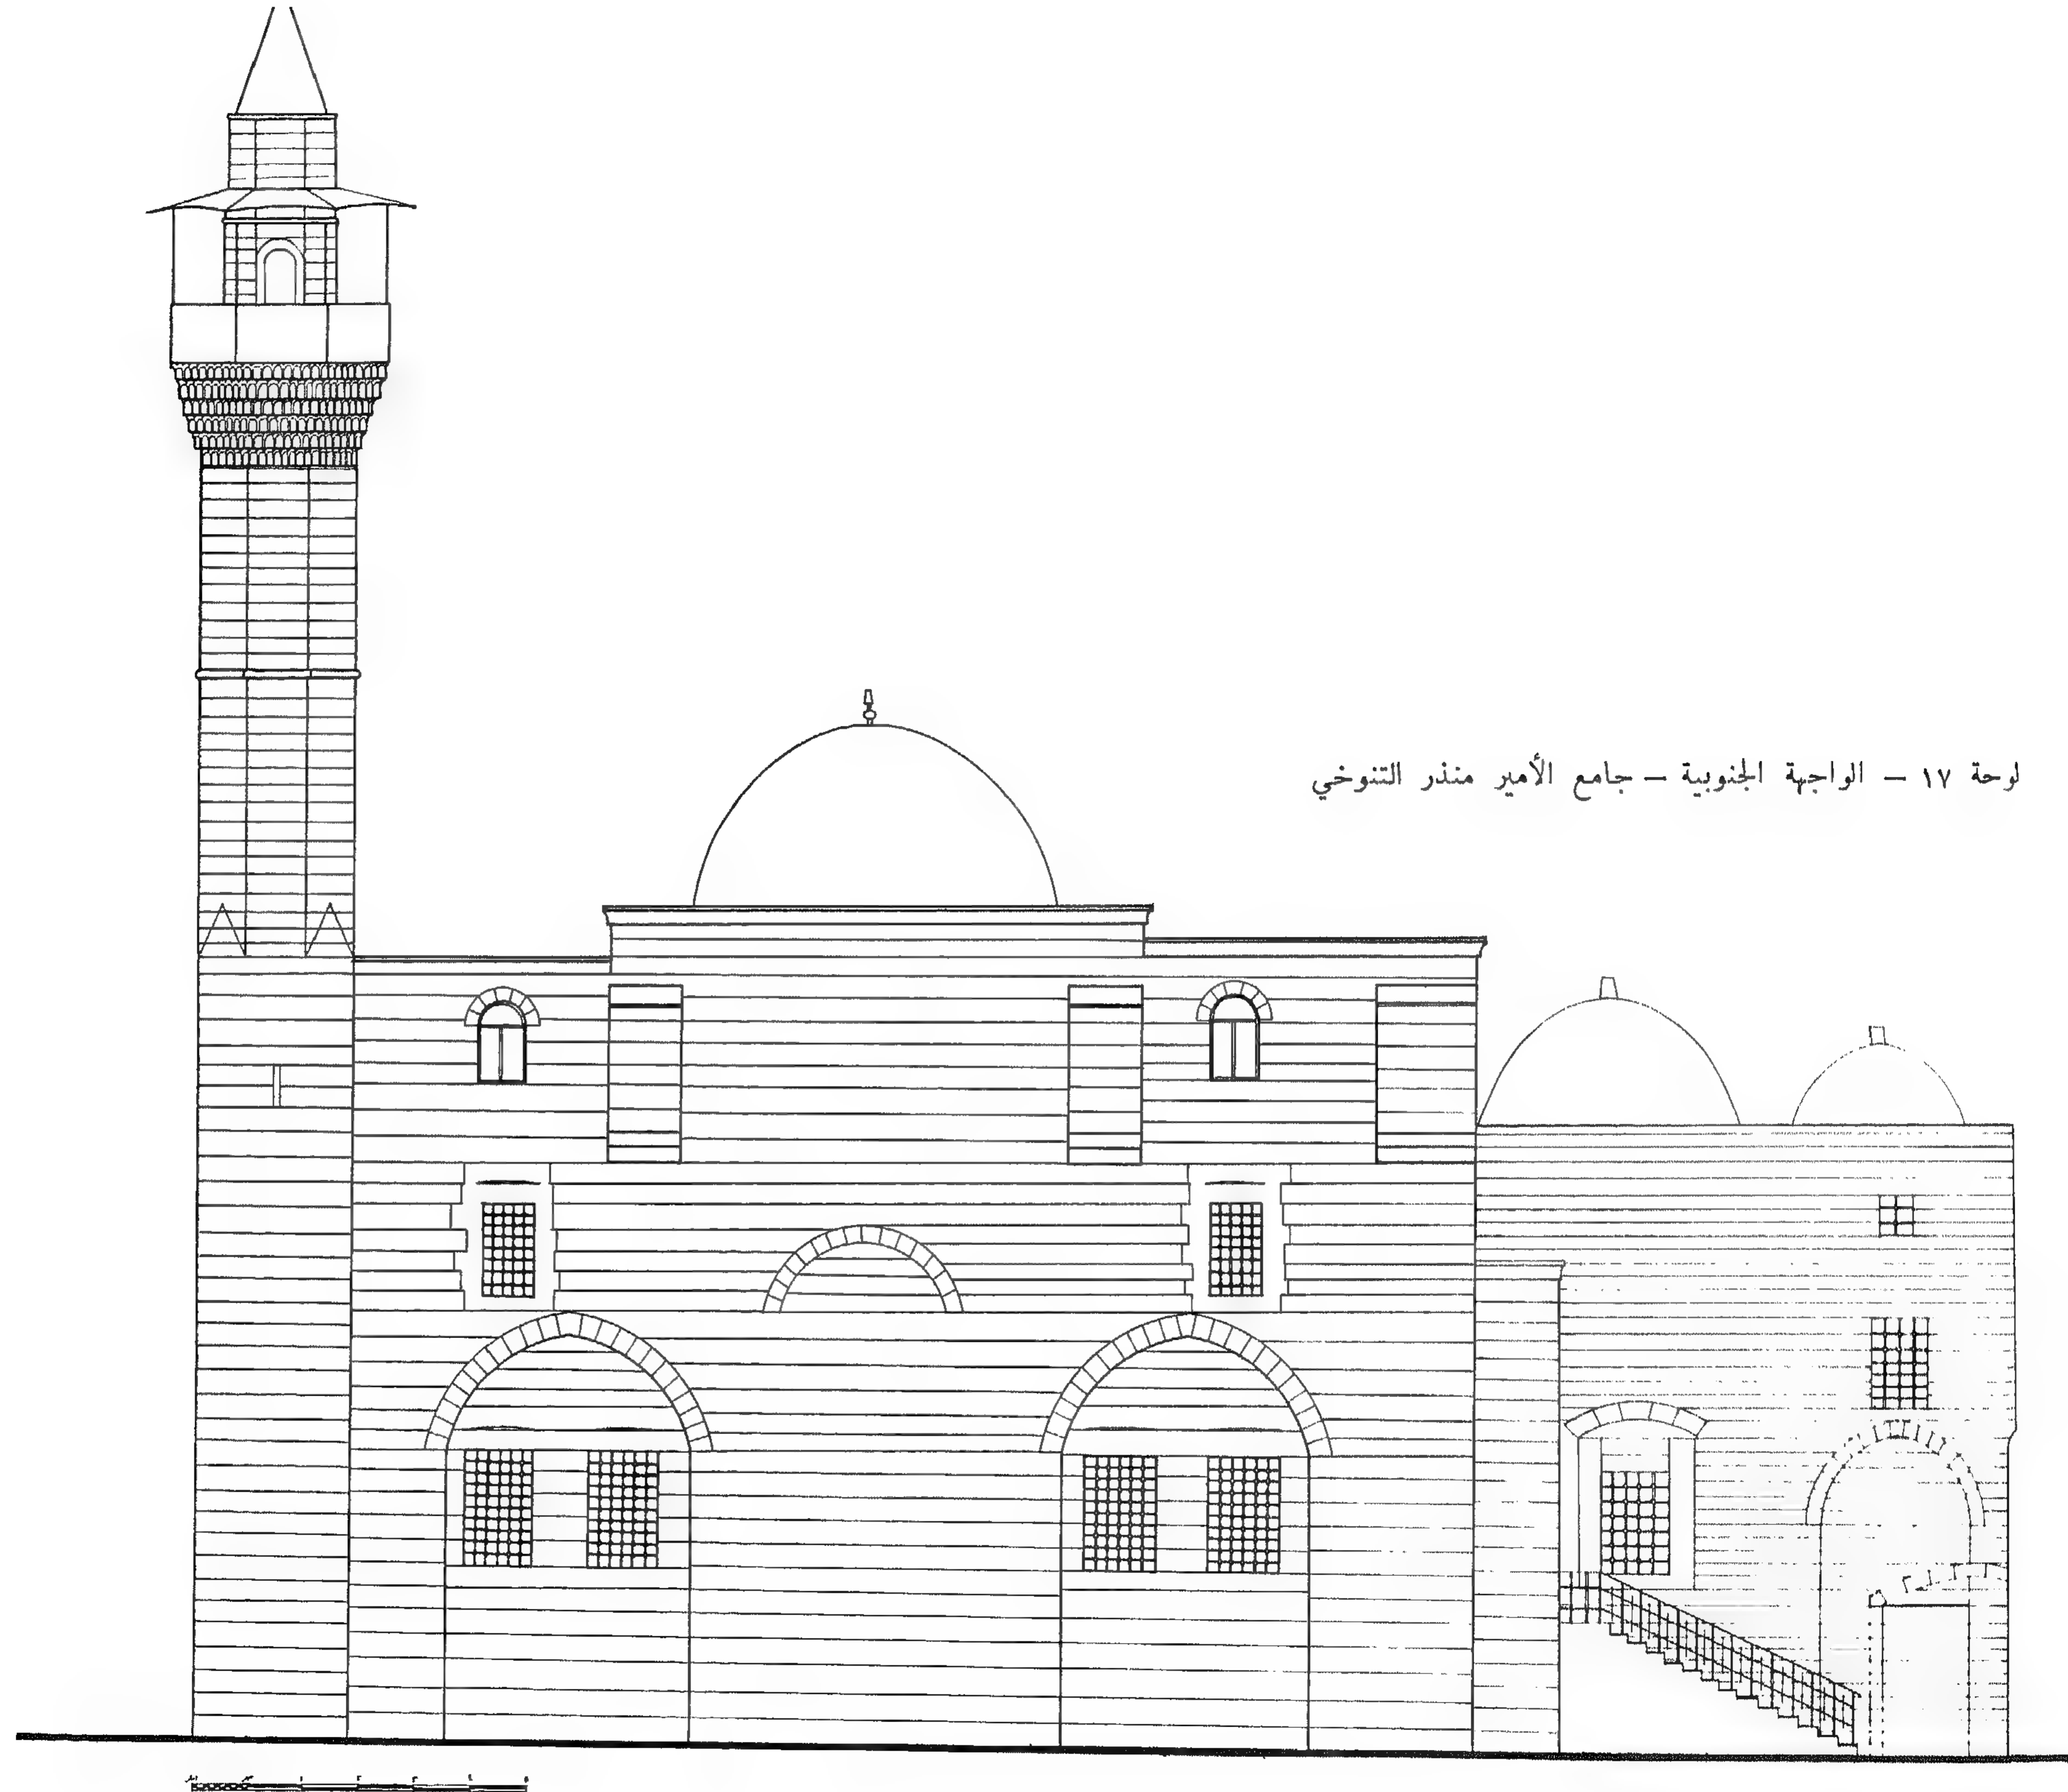 لوحة ١٧ – الواجهة الجنوبية – جامع الأمير منذر التنوخي